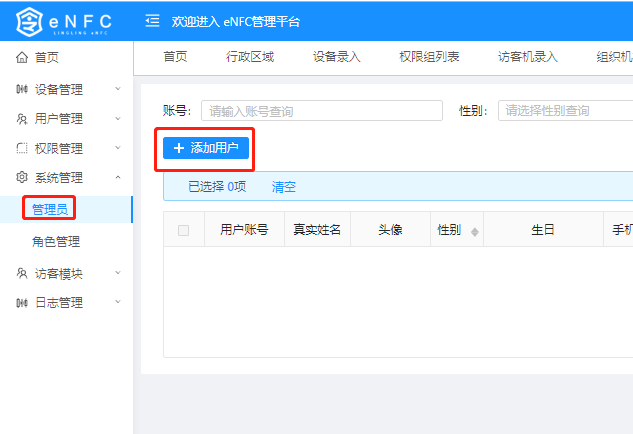 eNFC
LINGLING eNFC
欢迎进入 eNFC管理平台
首页
设备管理
用户管理
权限管理
系统管理
管理员
角色管理
访客模块
日志管理
首页 行政区域 设备录入 权限组列表 访客机录入 组织机
账号: 请输入账号查询 性别: 请选择性别查询
+ 添加用户
已选择 0项 清空
用户账号 真实姓名 头像 性别 生日 手机